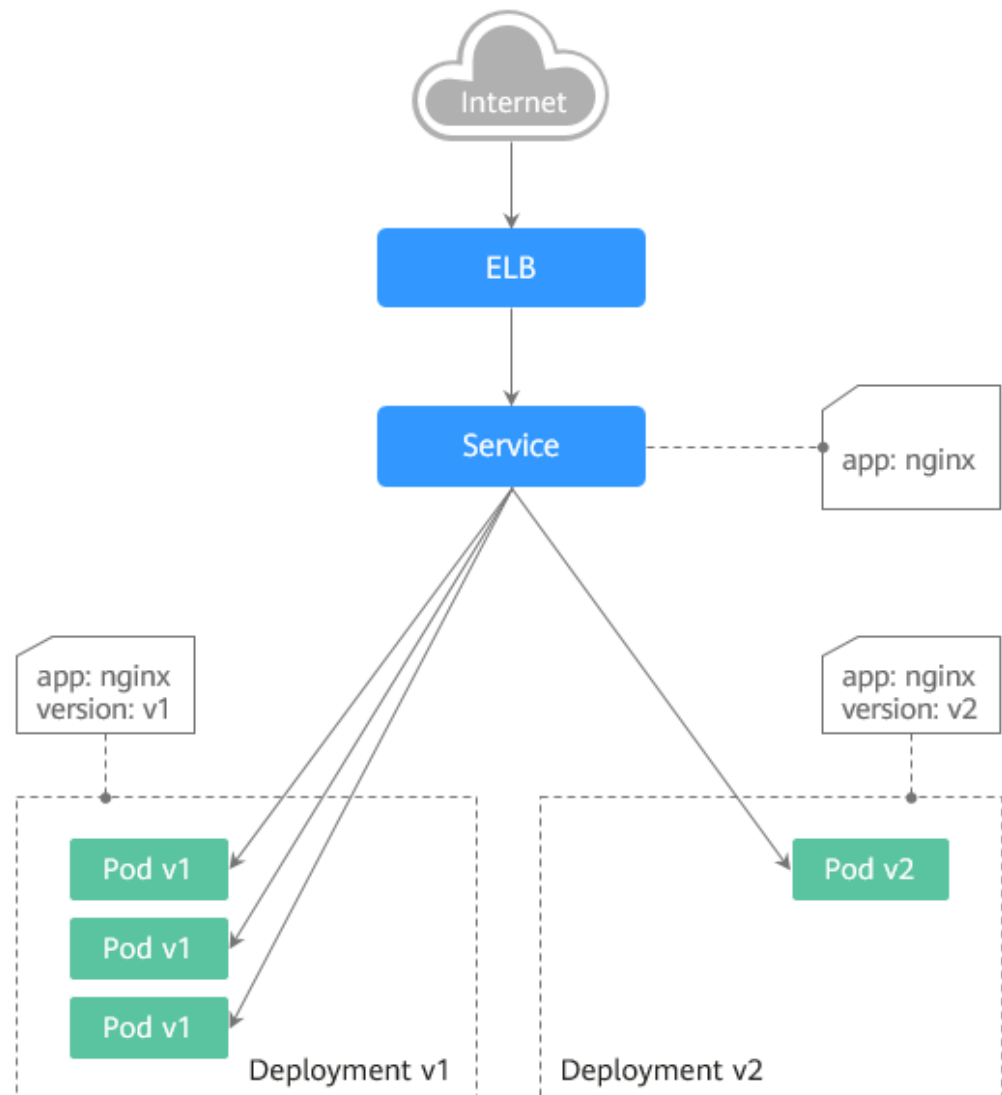 Internet
ELB
Service
app: nginx
app: nginx
version: v1
app: nginx
version: v2
Pod v1
Pod v2
Pod v1
Pod v1
Deployment v1
Deployment v2